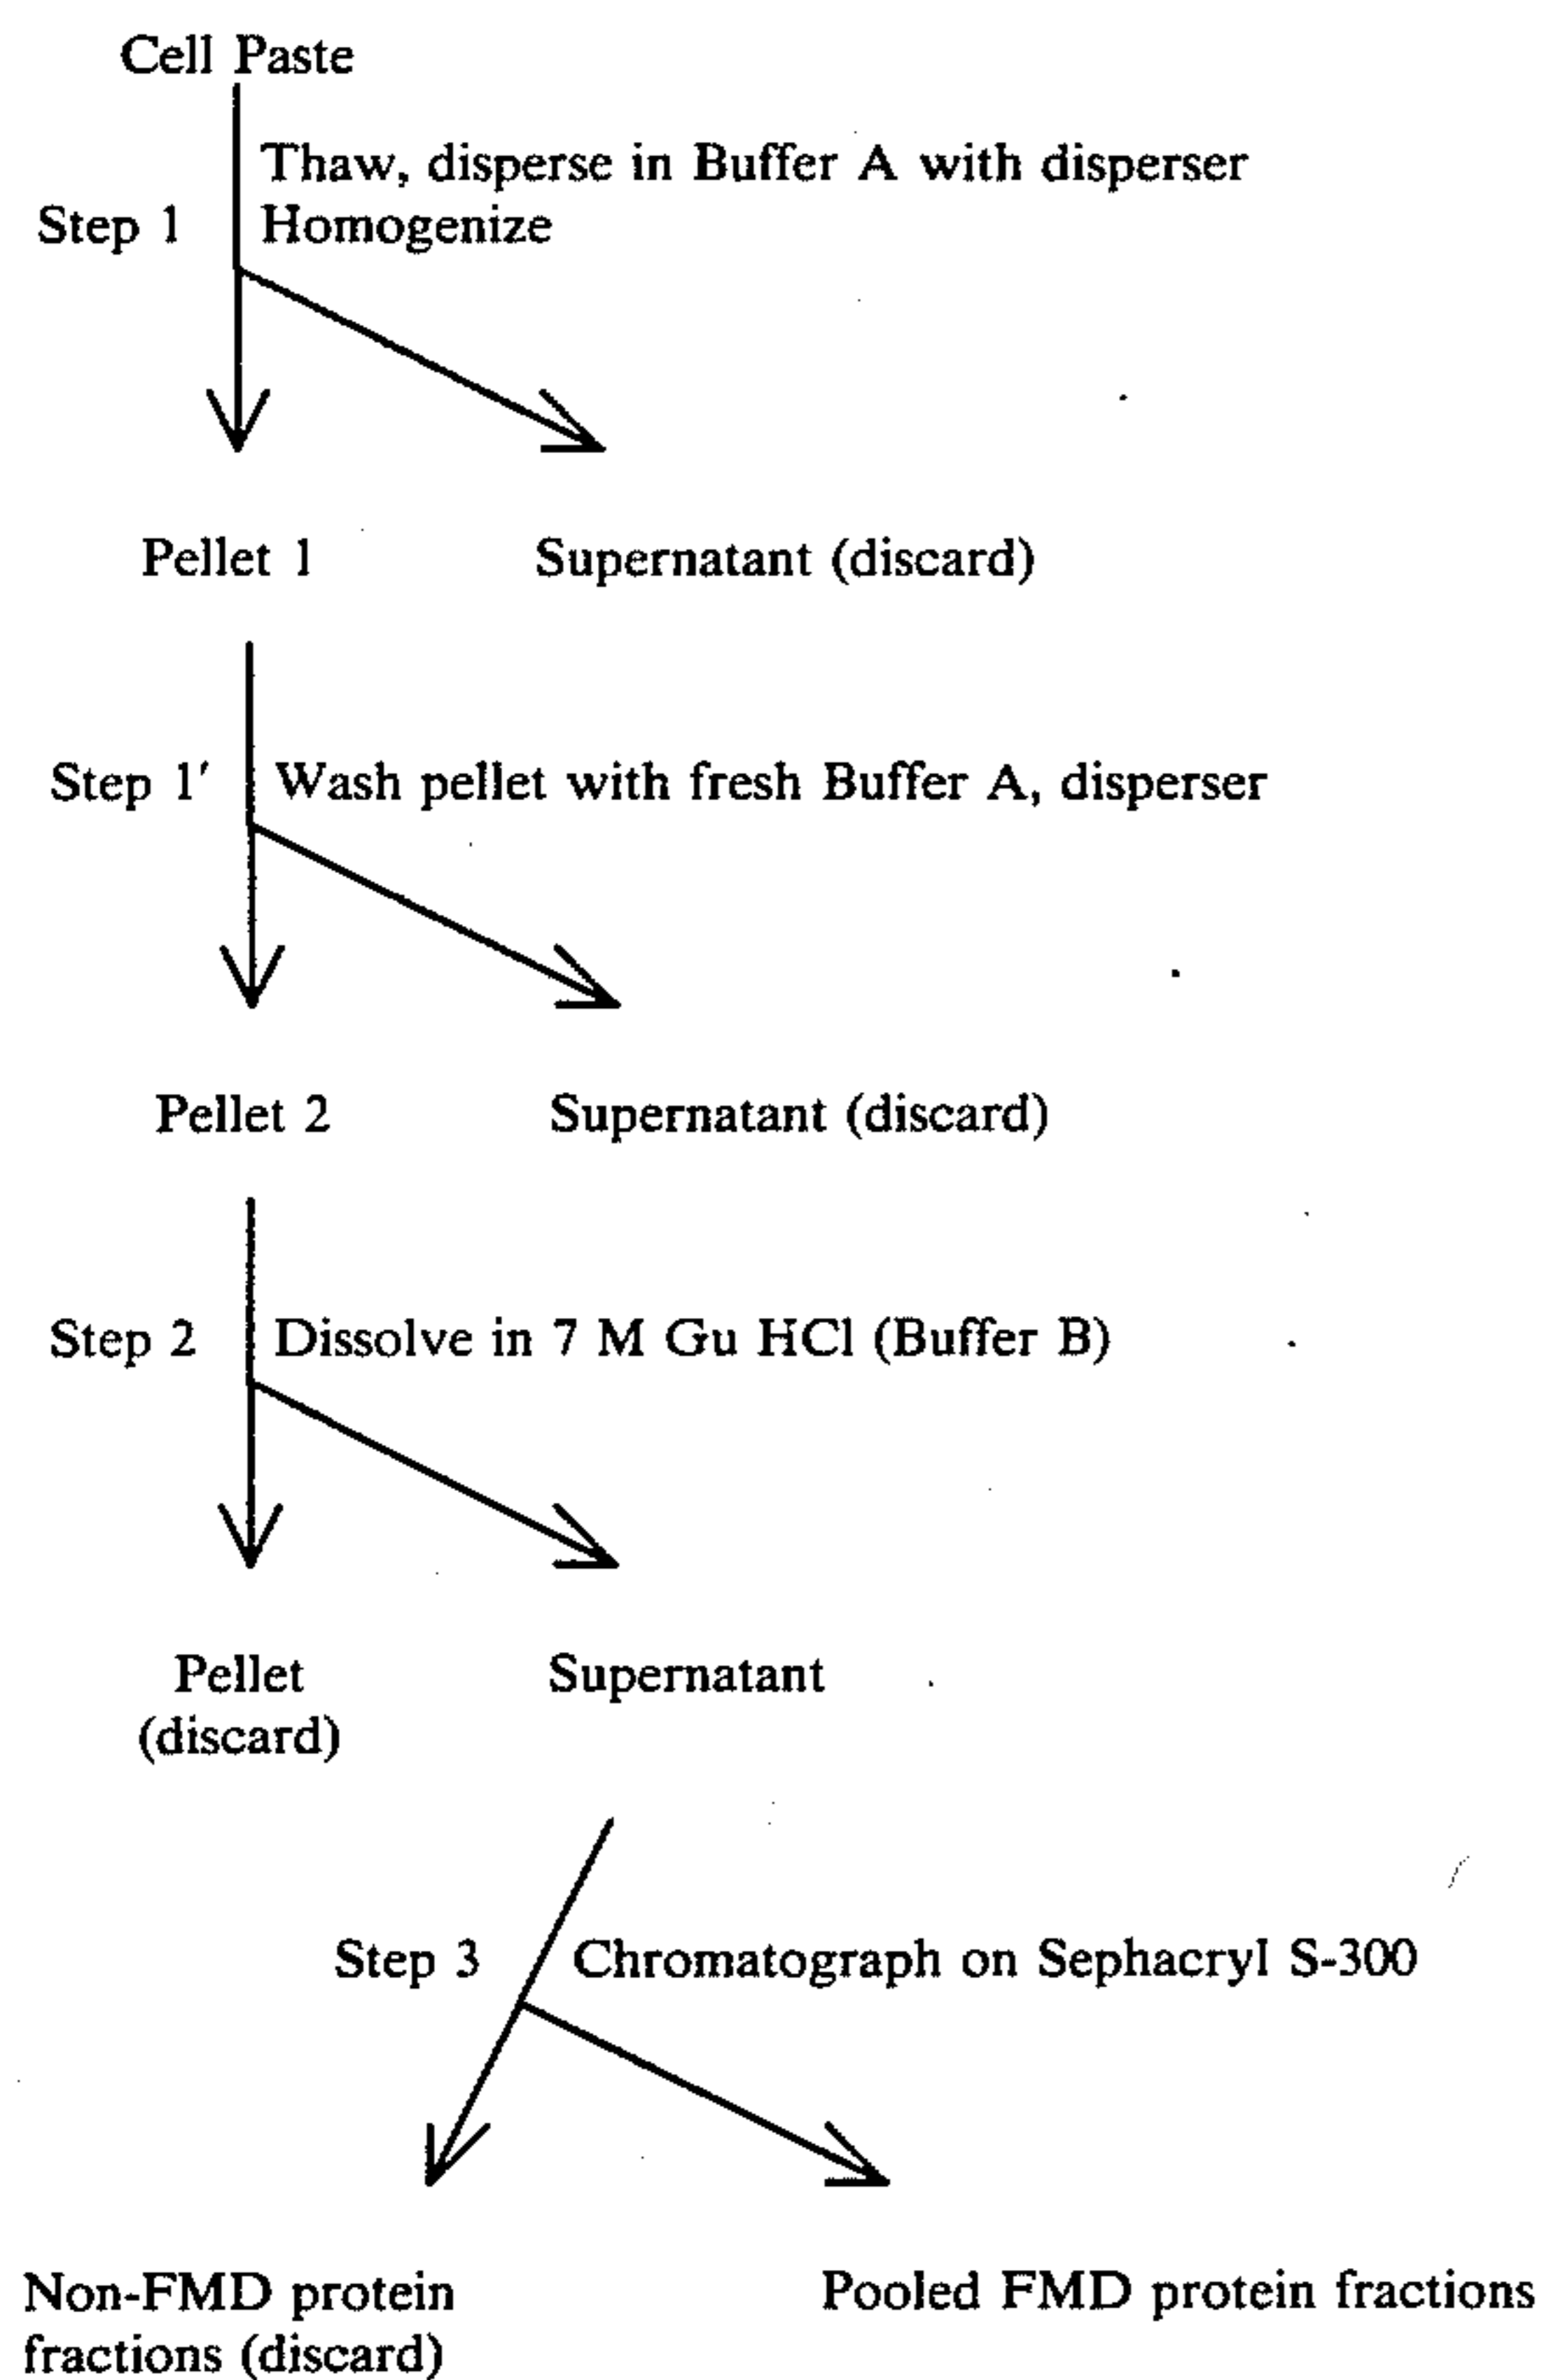 Cell Paste
Thaw, disperse in Buffer A with disperser
Step 1 Homogenize
Pellet 1 Supernatant (discard)
Step 1′ Wash pellet with fresh Buffer A, disperser
Pellet 2 Supernatant (discard)
Step 2 Dissolve in 7 M Gu HCl (Buffer B)
Pellet Supernatant
(discard)
Step 3 Chromatograph on Sephacryl S-300
Non-FMD protein Pooled FMD protein fractions
fractions (discard)